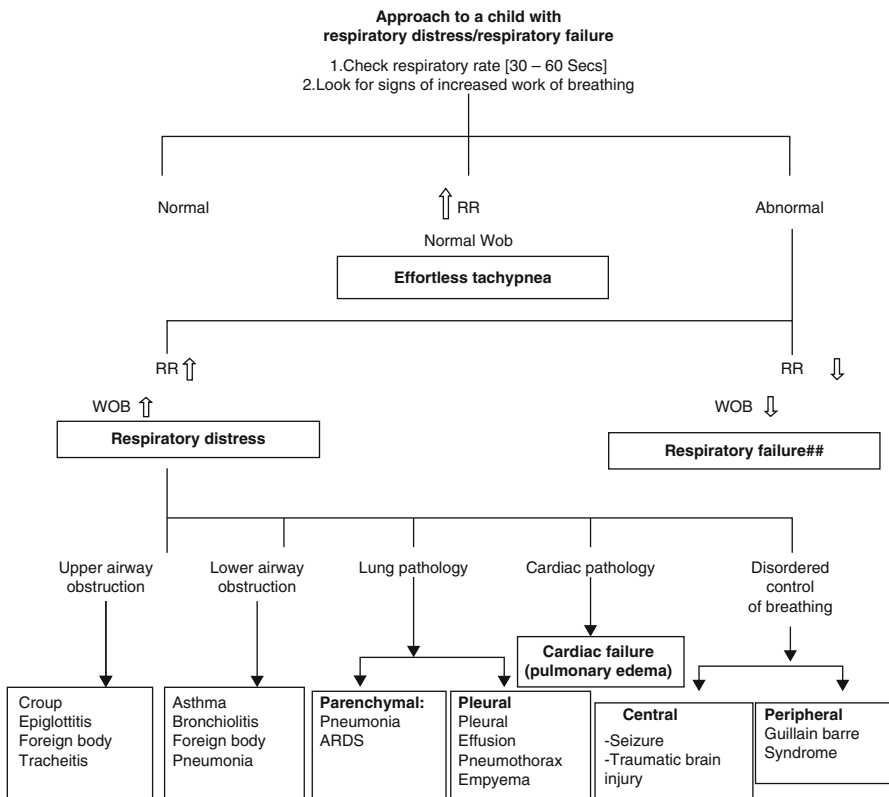 Approach to a child with
respiratory distress/respiratory failure
1.Check respiratory rate [30 – 60 Secs]
2.Look for signs of increased work of breathing
Normal
⇧ RR
Normal Wob
Effortless tachypnea
Abnormal
RR ⇧
WOB ⇧
Respiratory distress
RR ⇩
WOB ⇩
Respiratory failure##
Upper airway
obstruction
Lower airway
obstruction
Lung pathology
Cardiac pathology
Disordered
control
of breathing
Croup
Epiglottitis
Foreign body
Tracheitis
Asthma
Bronchiolitis
Foreign body
Pneumonia
Parenchymal:
Pneumonia
ARDS
Pleural
Pleural
Effusion
Pneumothorax
Empyema
Cardiac failure
(pulmonary edema)
Central
-Seizure
-Traumatic brain
injury
Peripheral
Guillain barre
Syndrome